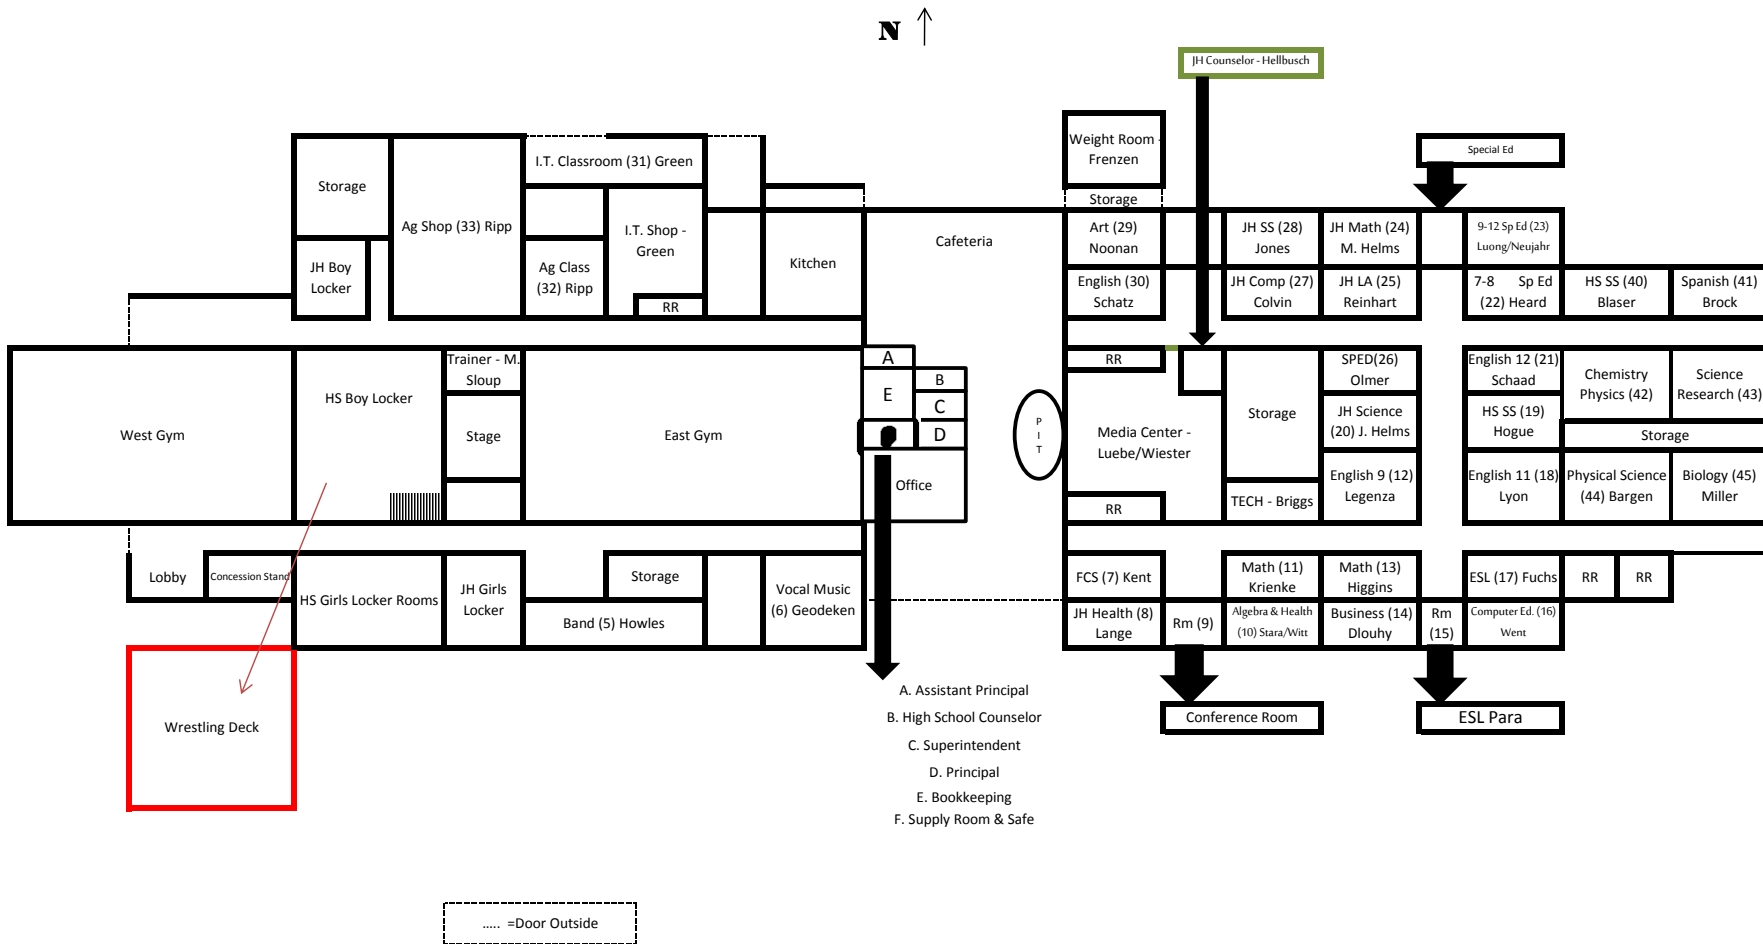 N
JH Counselor - Hellbusch
Weight Room -
Frenzen
Special Ed
I.T. Classroom (31) Green
Storage
Storage
Ag Shop (33) Ripp
I.T. Shop -
Green
Cafeteria
Art (29)
Noonan
JH SS (28)
Jones
JH Math (24)
M. Helms
9-12 Sp Ed (23)
Luong/Neujahr
JH Boy
Locker
Ag Class
(32) Ripp
RR
Kitchen
English (30)
Schatz
JH Comp (27)
Colvin
JH LA (25)
Reinhart
7-8 Sp Ed
(22) Heard
HS SS (40)
Blaser
Spanish (41)
Brock
West Gym
HS Boy Locker
Trainer - M.
Sloup
Stage
East Gym
A
B
E
C
D
Office
P
I
T
RR
Media Center -
Luebe/Wiester
RR
Storage
TECH - Briggs
SPED(26)
Olmer
JH Science
(20) J. Helms
English 9 (12)
Legenza
English 12 (21)
Schaad
HS SS (19)
Hogue
English 11 (18)
Lyon
Chemistry
Physics (42)
Science
Research (43)
Storage
Physical Science
(44) Bargen
Biology (45)
Miller
Lobby
Concession Stand
HS Girls Locker Rooms
JH Girls
Locker
Storage
Band (5) Howles
Vocal Music
(6) Geodeken
FCS (7) Kent
Math (11)
Krienke
Math (13)
Higgins
ESL (17) Fuchs
RR
RR
JH Health (8)
Lange
Rm (9)
Algebra & Health
(10) Stara/Witt
Business (14)
Dlouhy
Rm
(15)
Computer Ed. (16)
Went
Wrestling Deck
Conference Room
ESL Para
A. Assistant Principal
B. High School Counselor
C. Superintendent
D. Principal
E. Bookkeeping
F. Supply Room & Safe
..... =Door Outside